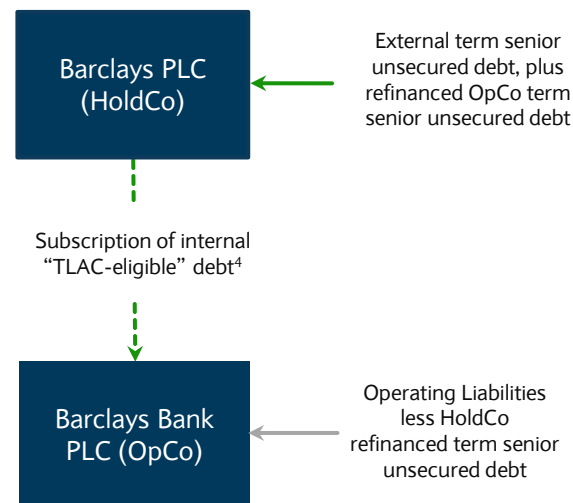 Barclays PLC
(HoldCo)
External term senior
unsecured debt, plus
refinanced OpCo term
senior unsecured debt
Subscription of internal
“TLAC-eligible” debt⁴
Barclays Bank
PLC (OpCo)
Operating Liabilities
less HoldCo
refinanced term senior
unsecured debt